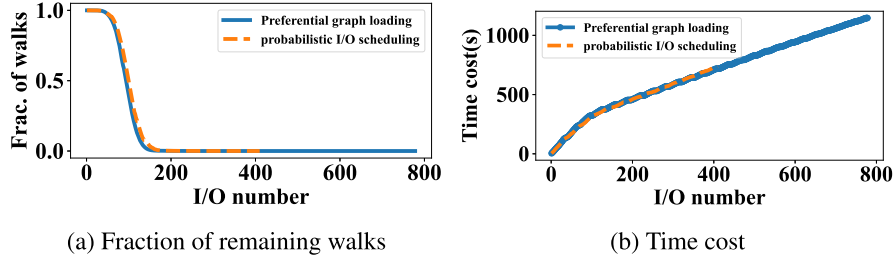 Frac. of walks
1.0
0.5
0.0
Preferential graph loading
probabilistic I/O scheduling
0 200 400 600 800
I/O number
(a) Fraction of remaining walks
Time cost(s)
1000
500
0
Preferential graph loading
probabilistic I/O scheduling
0 200 400 600 800
I/O number
(b) Time cost